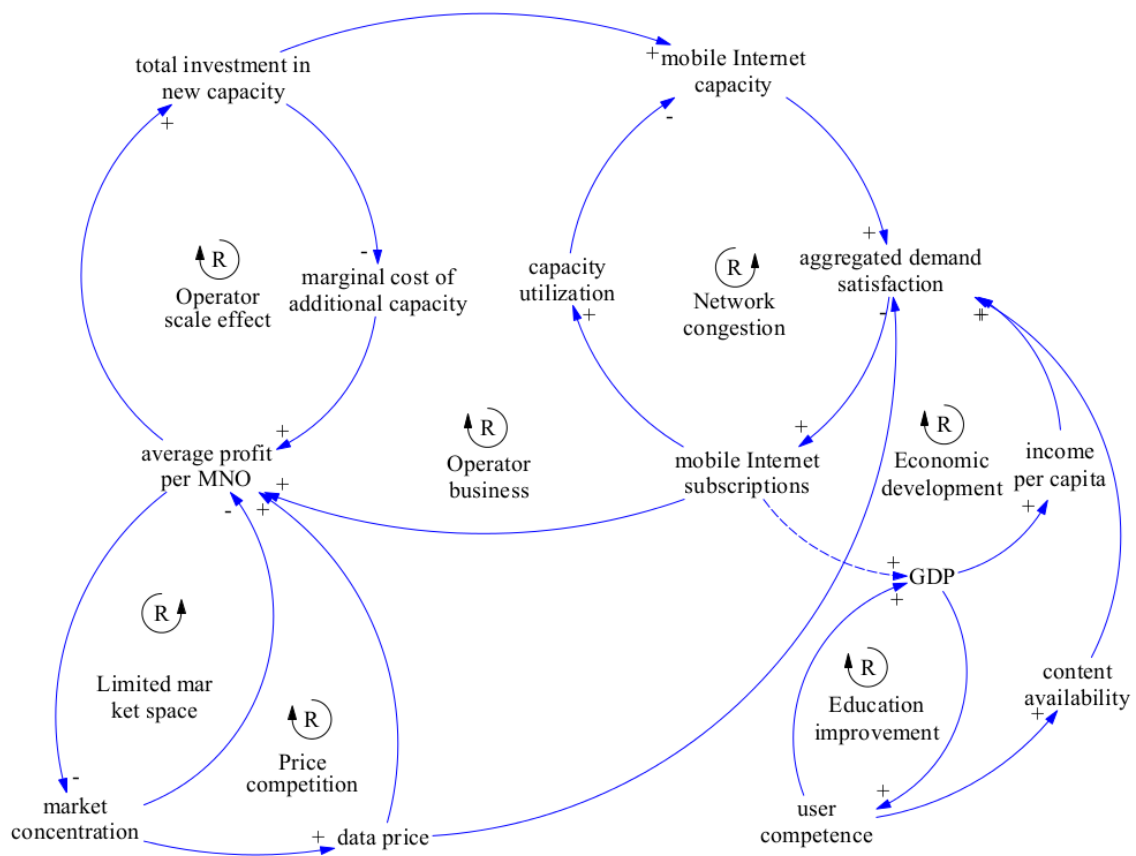 total investment in
new capacity
+
+
mobile Internet
capacity
-
-
+
R
Operator
scale effect
marginal cost of
additional capacity
capacity
utilization
+
R
Network
congestion
aggregated demand
satisfaction
-
+
+
+
+
average profit
per MNO
-
+
+
R
Operator
business
mobile Internet
subscriptions
R
Economic
development
income
per capita
+
+
GDP
+
R
Limited mar
ket space
R
Price
competition
R
Education
improvement
content
availability
+
-
market
concentration
+
data price
+
user
competence